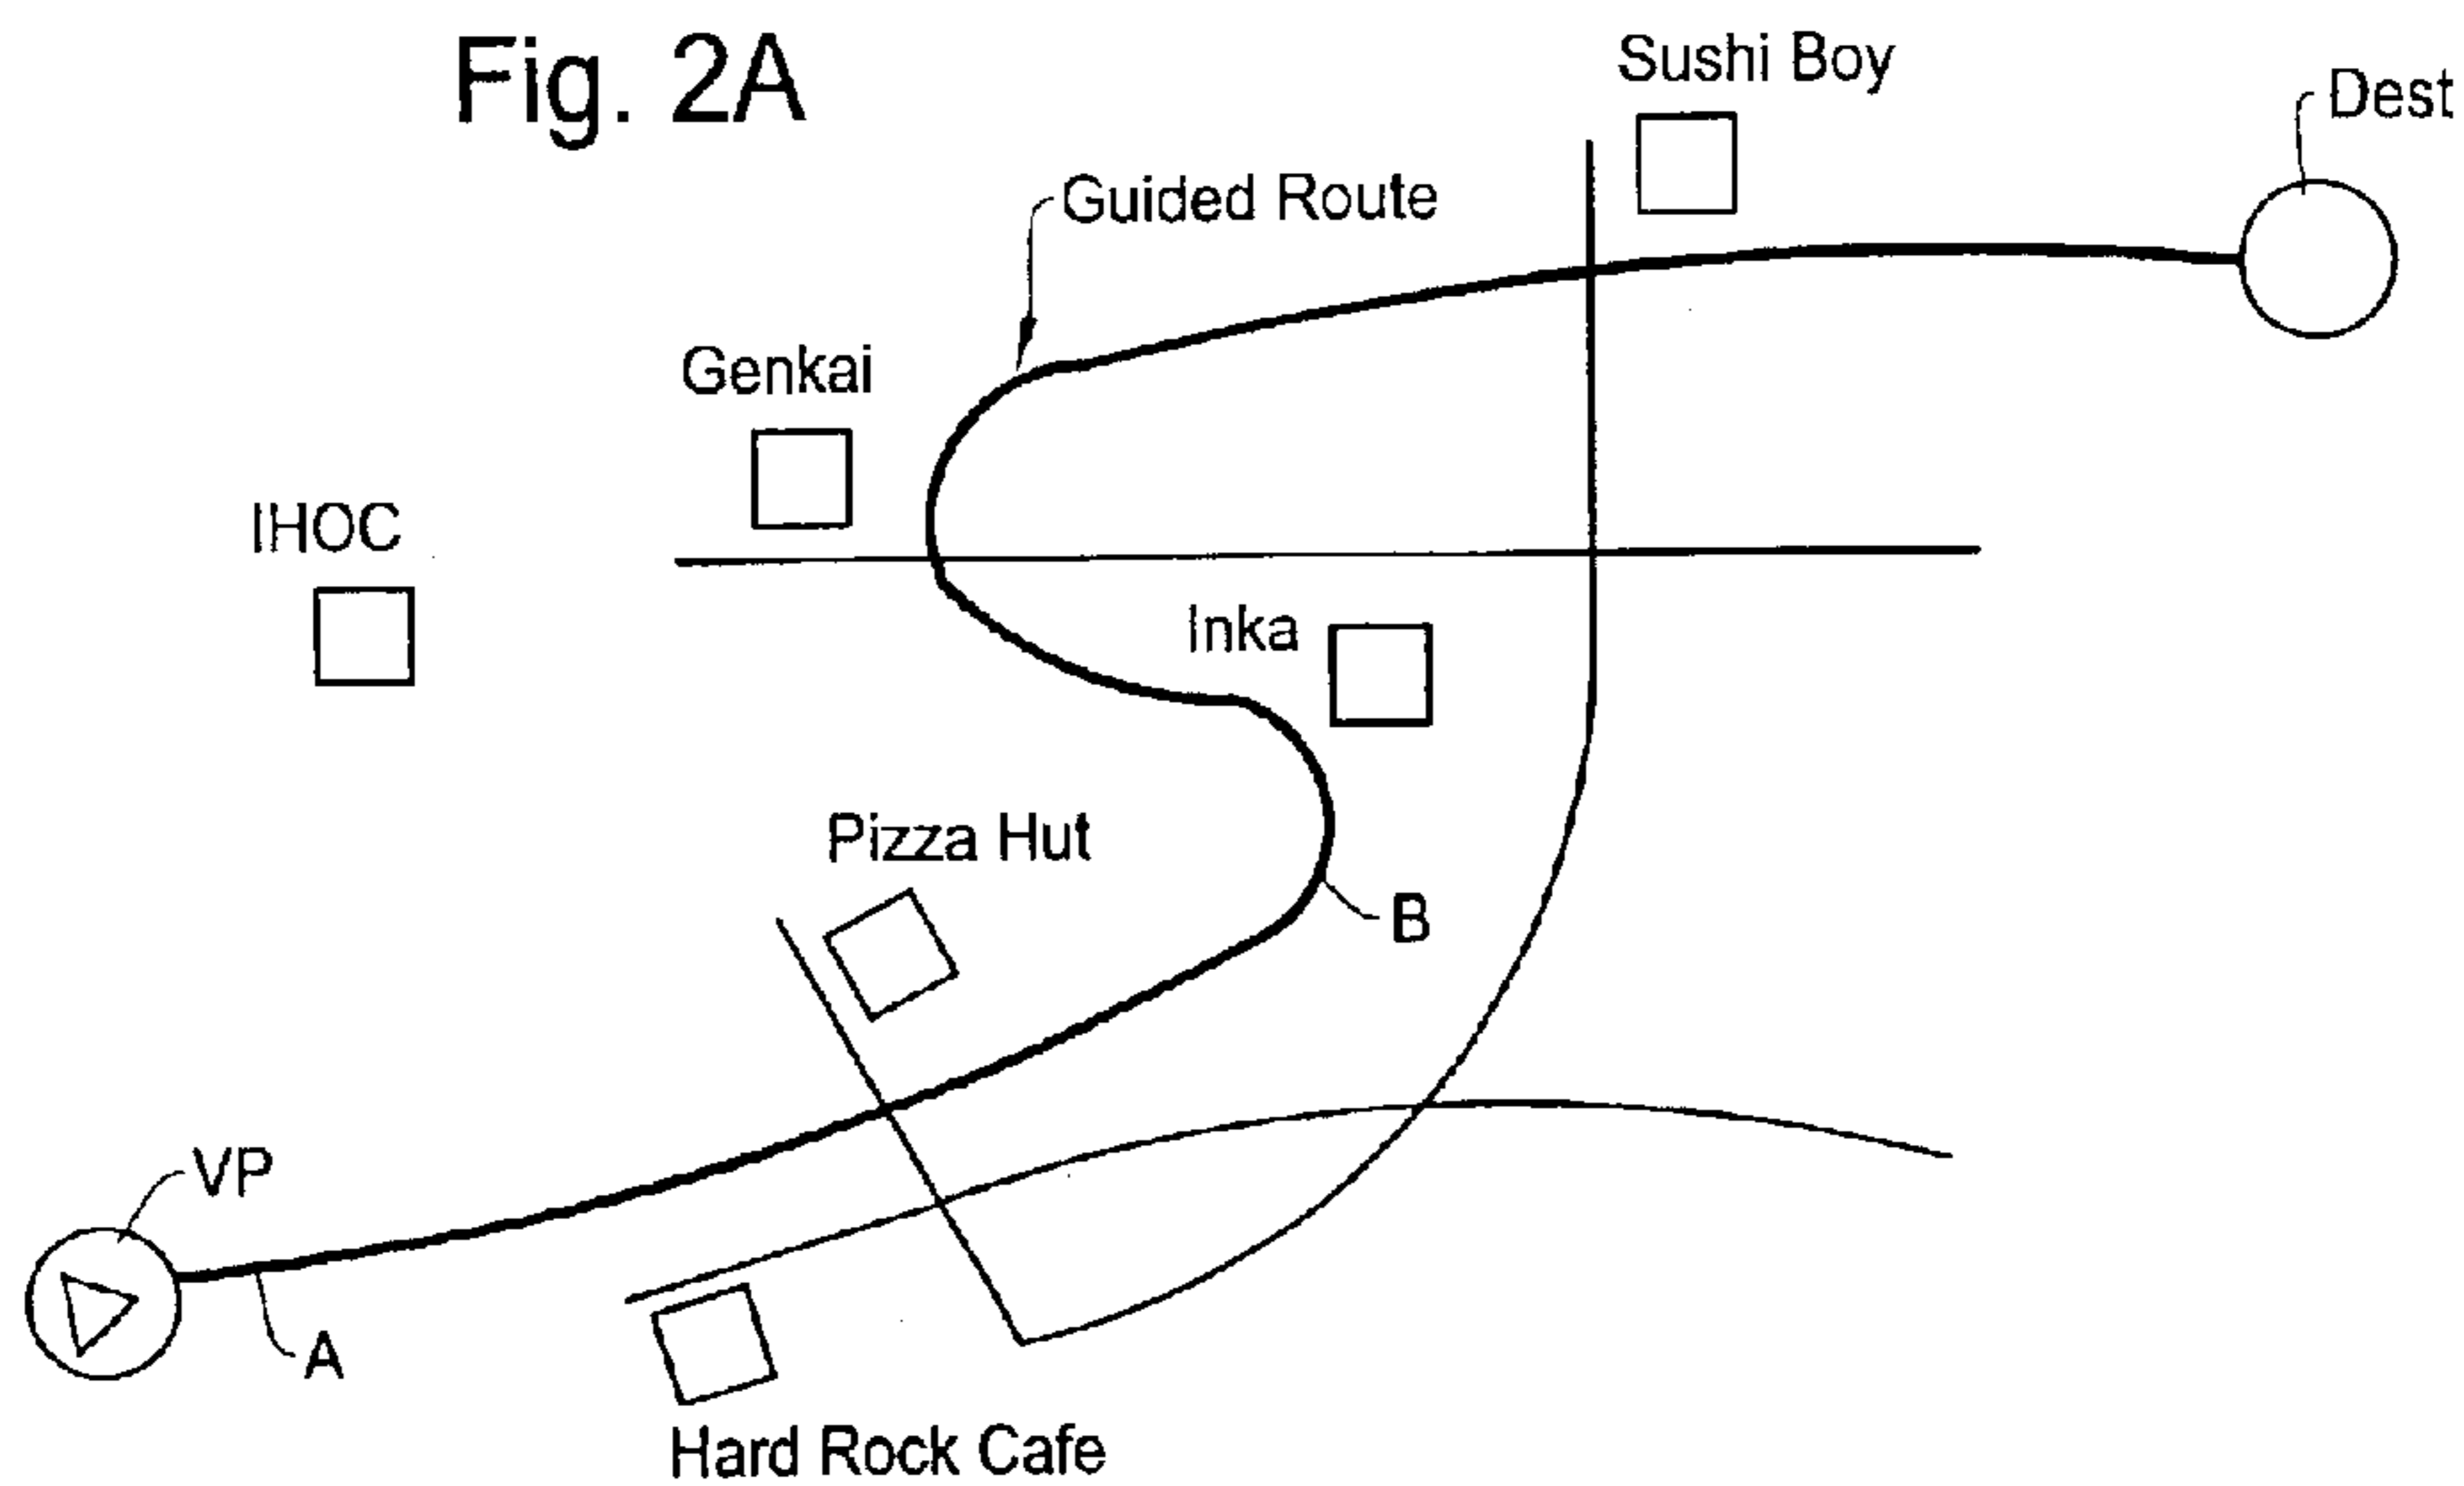 Fig. 2A
Sushi Boy
Dest
Guided Route
Genkai
IHOC
Inka
Pizza Hut
B
VP
A
Hard Rock Cafe